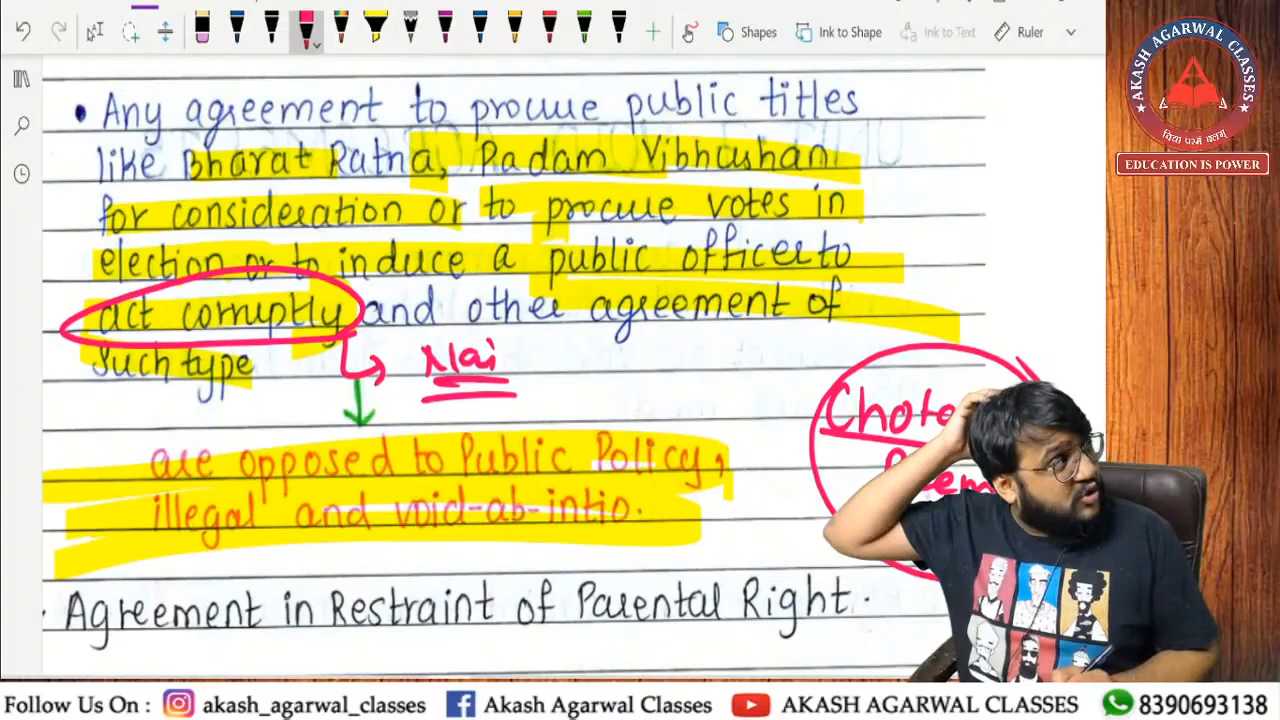 Shapes
Ink to Shape
Ink to Text
Ruler
• Any agreement to procure public titles
like Bharat Ratna, Padam Vibhushan
for consideration or to procure votes in
election or to induce a public officer to
act corruptly and other agreement of
Such type
Nai
are opposed to Public Policy,
illegal and void-ab-intio.
Agreement in Restraint of Parental Right.
AKASH AGARWAL CLASSES
विद्या परमं बलम्
EDUCATION IS POWER
Follow Us On : akash_agarwal_classes Akash Agarwal Classes AKASH AGARWAL CLASSES 8390693138